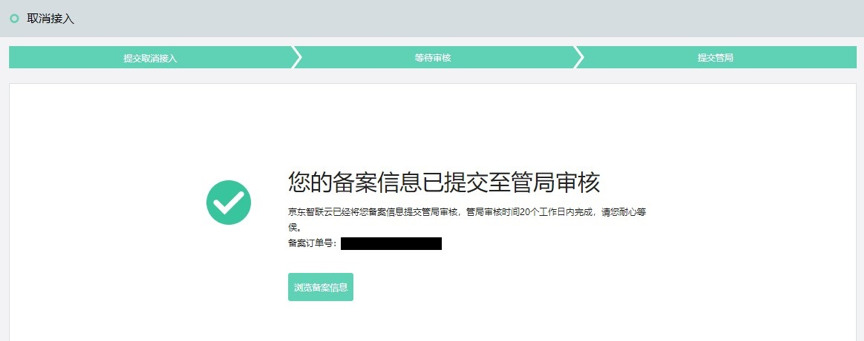 取消接入
提交取消接入
等待审核
提交管局
您的备案信息已提交至管局审核
京东智联云已经将您备案信息提交管局审核，管局审核时间20个工作日内完成，请您耐心等
侯。
备案订单号：
浏览备案信息